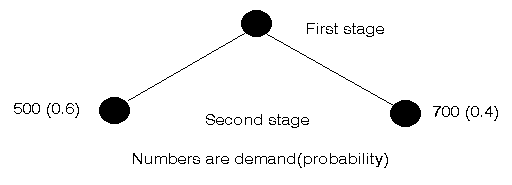 First stage
500 (0.6)
700 (0.4)
Second stage
Numbers are demand(probability)